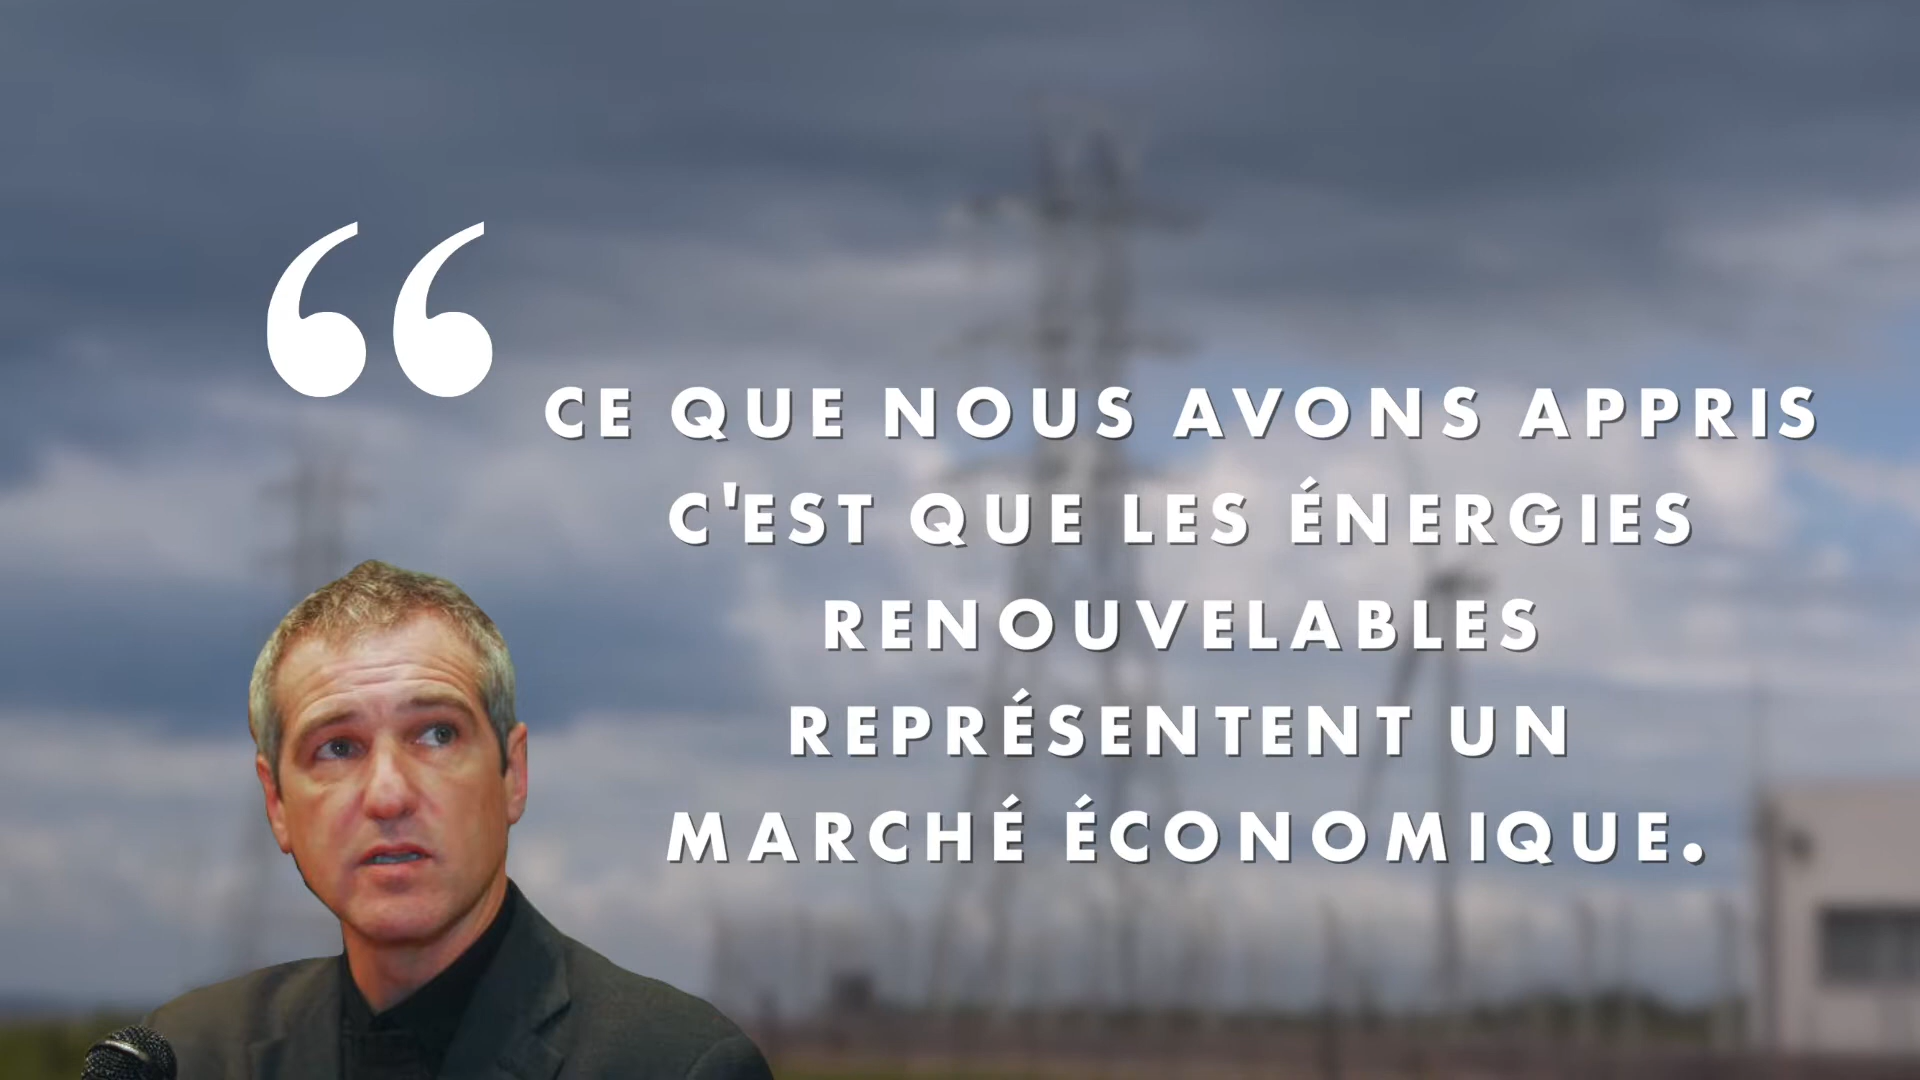 “
CE QUE NOUS AVONS APPRIS
C'EST QUE LES ÉNERGIES
RENOUVELABLES
REPRÉSENTENT UN
MARCHÉ ÉCONOMIQUE.